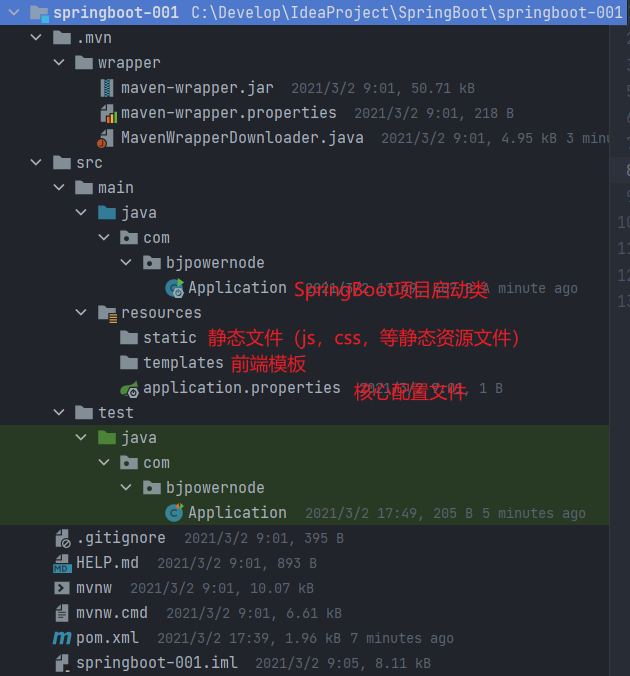 springboot-001 C:\Develop\IdeaProject\SpringBoot\springboot-001
.mvn
wrapper
maven-wrapper.jar 2021/3/2 9:01, 50.71 kB
maven-wrapper.properties 2021/3/2 9:01, 218 B
MavenWrapperDownloader.java 2021/3/2 9:01, 4.95 kB 3 minu
src
main
java
com
bjpowernode
Application SpringBoot项目启动类 minute ago
resources
static 静态文件（js，css，等静态资源文件）
templates 前端模板
application.properties 核心配置文件 1 B
test
java
com
bjpowernode
Application 2021/3/2 17:49, 205 B 5 minutes ago
.gitignore 2021/3/2 9:01, 395 B
HELP.md 2021/3/2 9:01, 893 B
mvnw 2021/3/2 9:01, 10.07 kB
mvnw.cmd 2021/3/2 9:01, 6.61 kB
pom.xml 2021/3/2 17:39, 1.96 kB 7 minutes ago
springboot-001.iml 2021/3/2 9:05, 8.11 kB